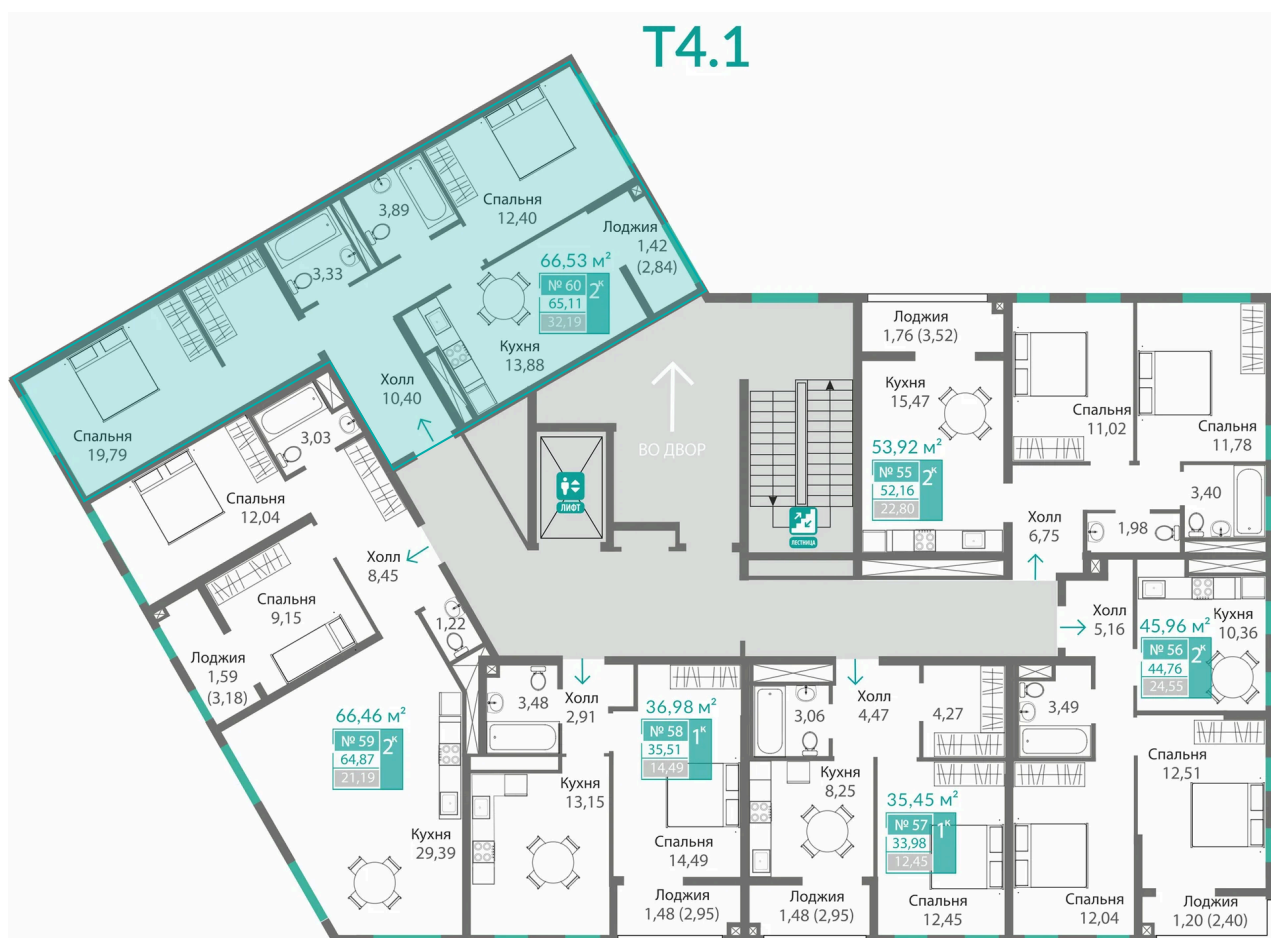 T4.1
Спальня
12,40
3,89
3,33
Лоджия
1,42
(2,84)
66,53 м²
№ 60
65,11
32,19
2к
Кухня
13,88
Холл
10,40
Спальня
19,79
ВО ДВОР
ЛИФТ
ЛЕСТНИЦА
Лоджия
1,76 (3,52)
Кухня
15,47
53,92 м²
№ 55
52,16
22,80
2к
Спальня
11,02
Спальня
11,78
3,40
1,98
Холл
6,75
3,03
Спальня
12,04
Холл
8,45
Спальня
9,15
1,22
Лоджия
1,59
(3,18)
66,46 м²
№ 59
64,87
21,19
2к
Кухня
29,39
3,48
Холл
2,91
36,98 м²
№ 58
35,51
14,49
1к
Кухня
13,15
Спальня
14,49
Лоджия
1,48 (2,95)
3,06
Холл
4,47
4,27
Кухня
8,25
35,45 м²
№ 57
33,98
12,45
1к
Лоджия
1,48 (2,95)
Спальня
12,45
Холл
5,16
45,96 м²
№ 56
44,76
24,55
2к
Кухня
10,36
3,49
Спальня
12,51
Спальня
12,04
Лоджия
1,20 (2,40)